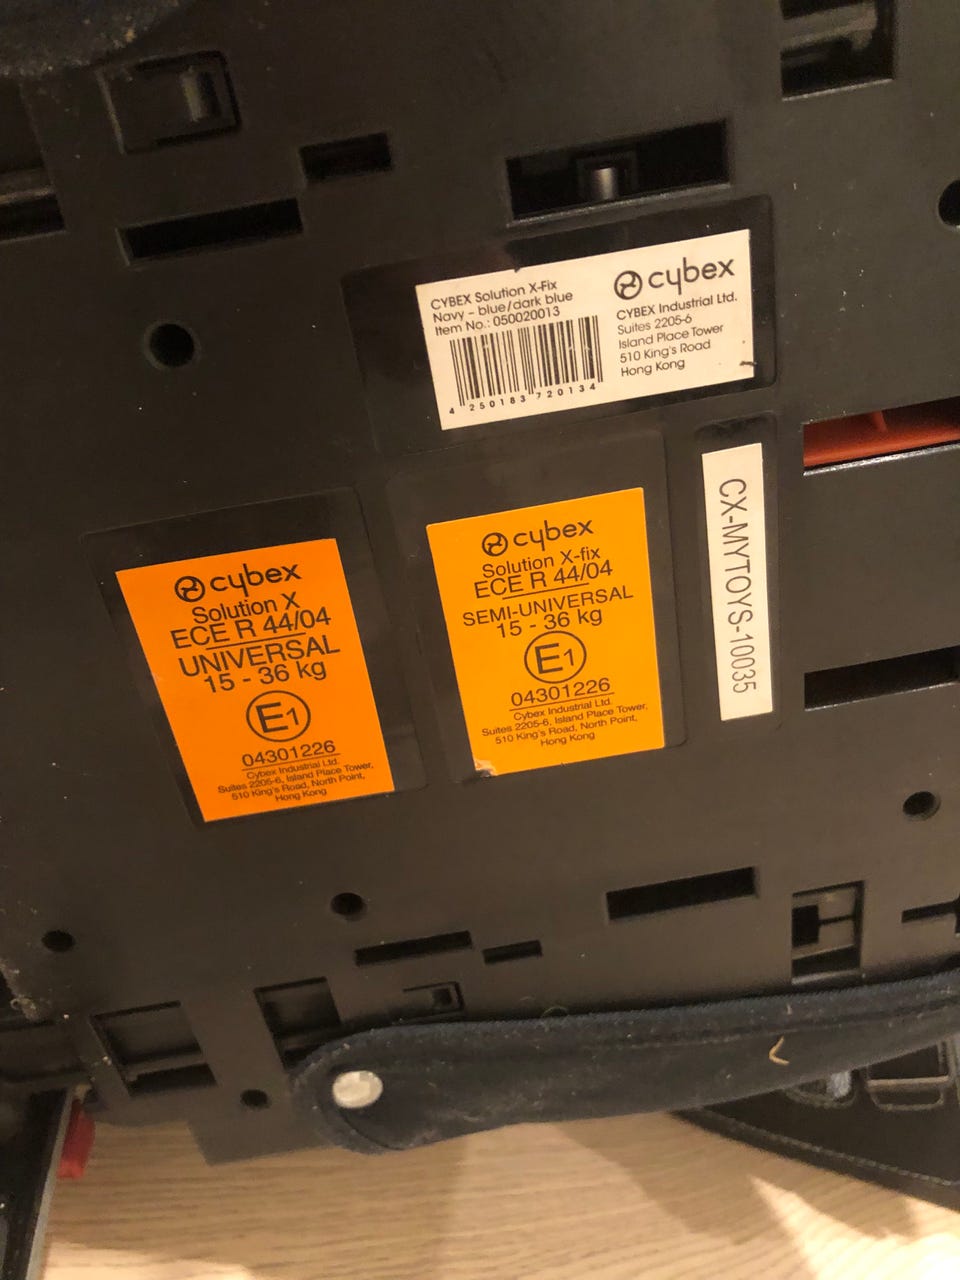 CYBEX Solution X-Fix
Navy - blue/dark blue
Item No.: 050020013
4 250183 720134
cybex
CYBEX Industrial Ltd.
Suites 2205-6
Island Place Tower
510 King's Road
Hong Kong
cybex
Solution X
ECE R 44/04
UNIVERSAL
15 - 36 kg
E1
04301226
Cybex Industrial Ltd.
Suites 2205-6, Island Place Tower,
510 King's Road, North Point,
Hong Kong
cybex
Solution X-fix
ECE R 44/04
SEMI-UNIVERSAL
15 - 36 kg
E1
04301226
Cybex Industrial Ltd.
Suites 2205-6, Island Place Tower,
510 King's Road, North Point,
Hong Kong
CX-MYTOYS-10035